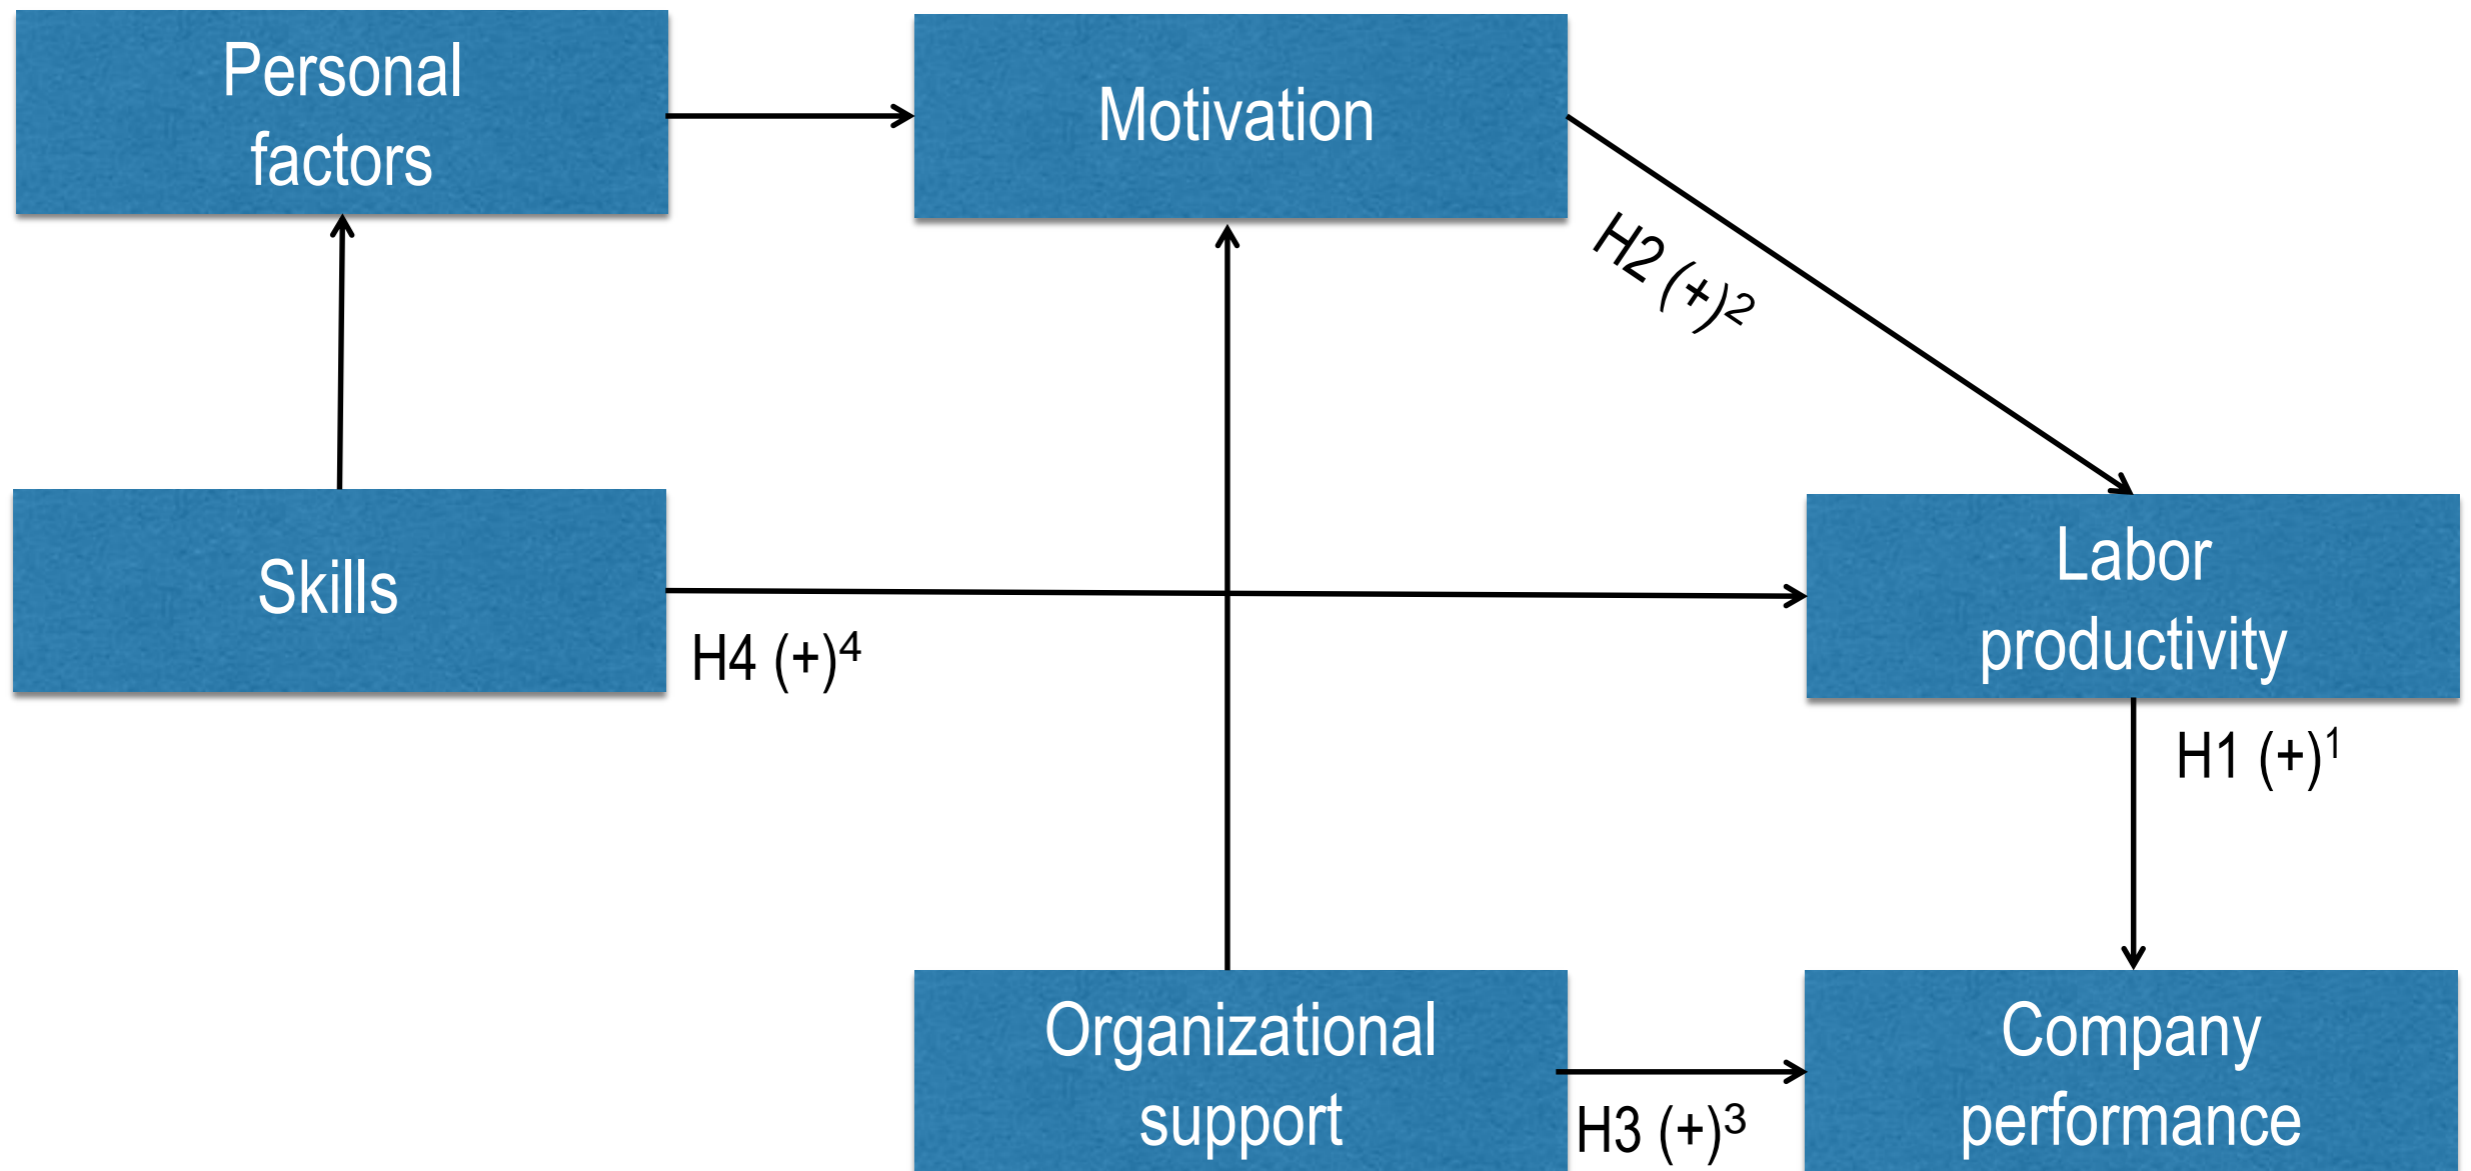 Personal
factors
Motivation
H2 (+)²
Skills
H4 (+)⁴
Labor
productivity
H1 (+)¹
Organizational
support
H3 (+)³
Company
performance